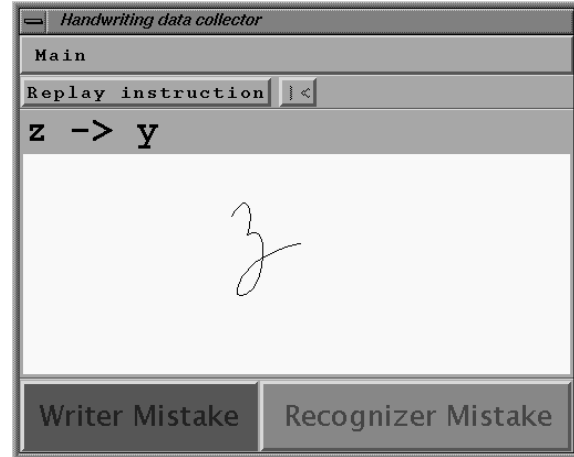 Handwriting data collector
Main
Replay instruction |<
z -> y
z
Writer Mistake Recognizer Mistake